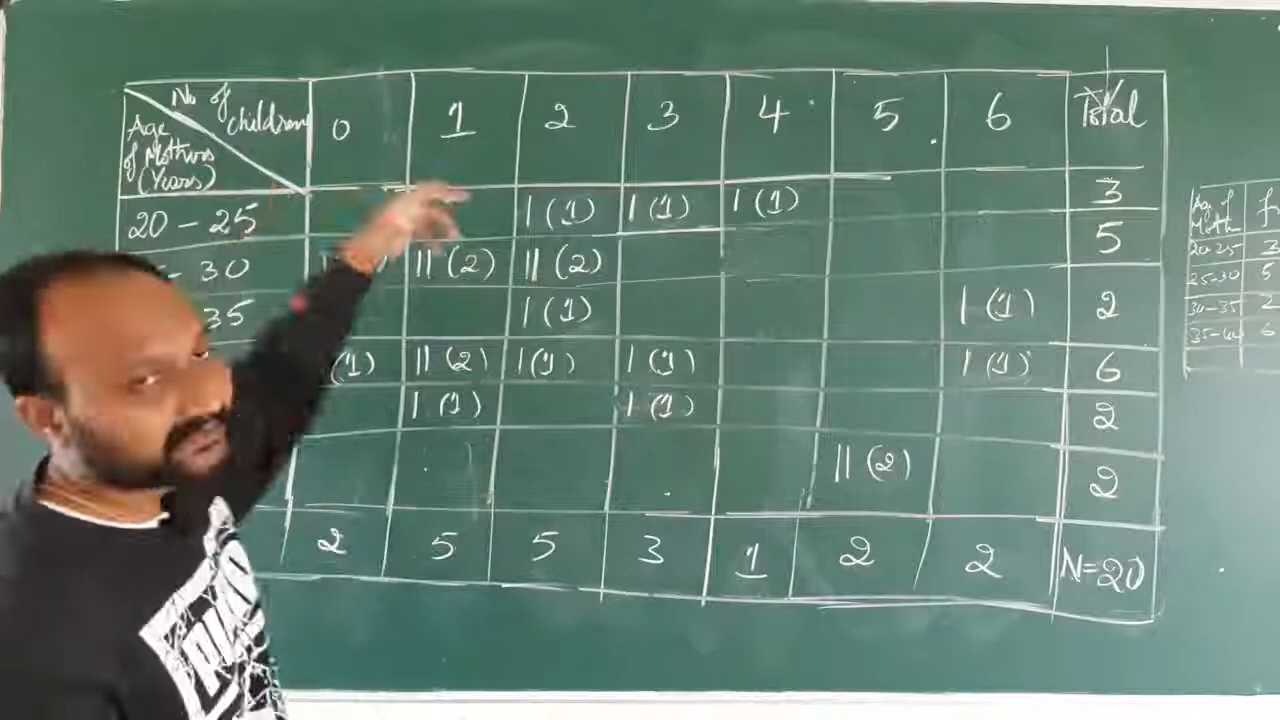 No of children
Age of Mothers (Years)
0 1 2 3 4 5 6 Total
20 - 25 | (1) | (1) | (1) 3
- 30 || (2) || (2) 5
35 | (1) | (1) 2
(1) || (2) | (1) | (1) | (1) 6
| (1) | (1) 2
|| (2) 2
2 5 5 3 1 2 2 N=20
Age of
Moth
20-25 3
25-30 5
30-35 2
35-40 6